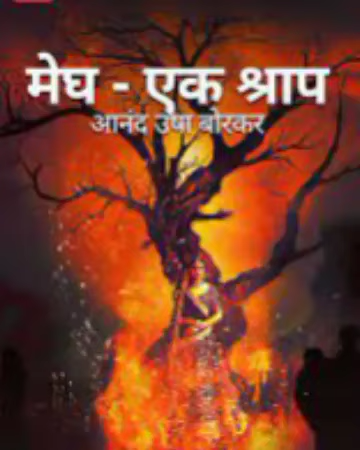 मेघ - एक श्राप
आनंद उषा बोरकर